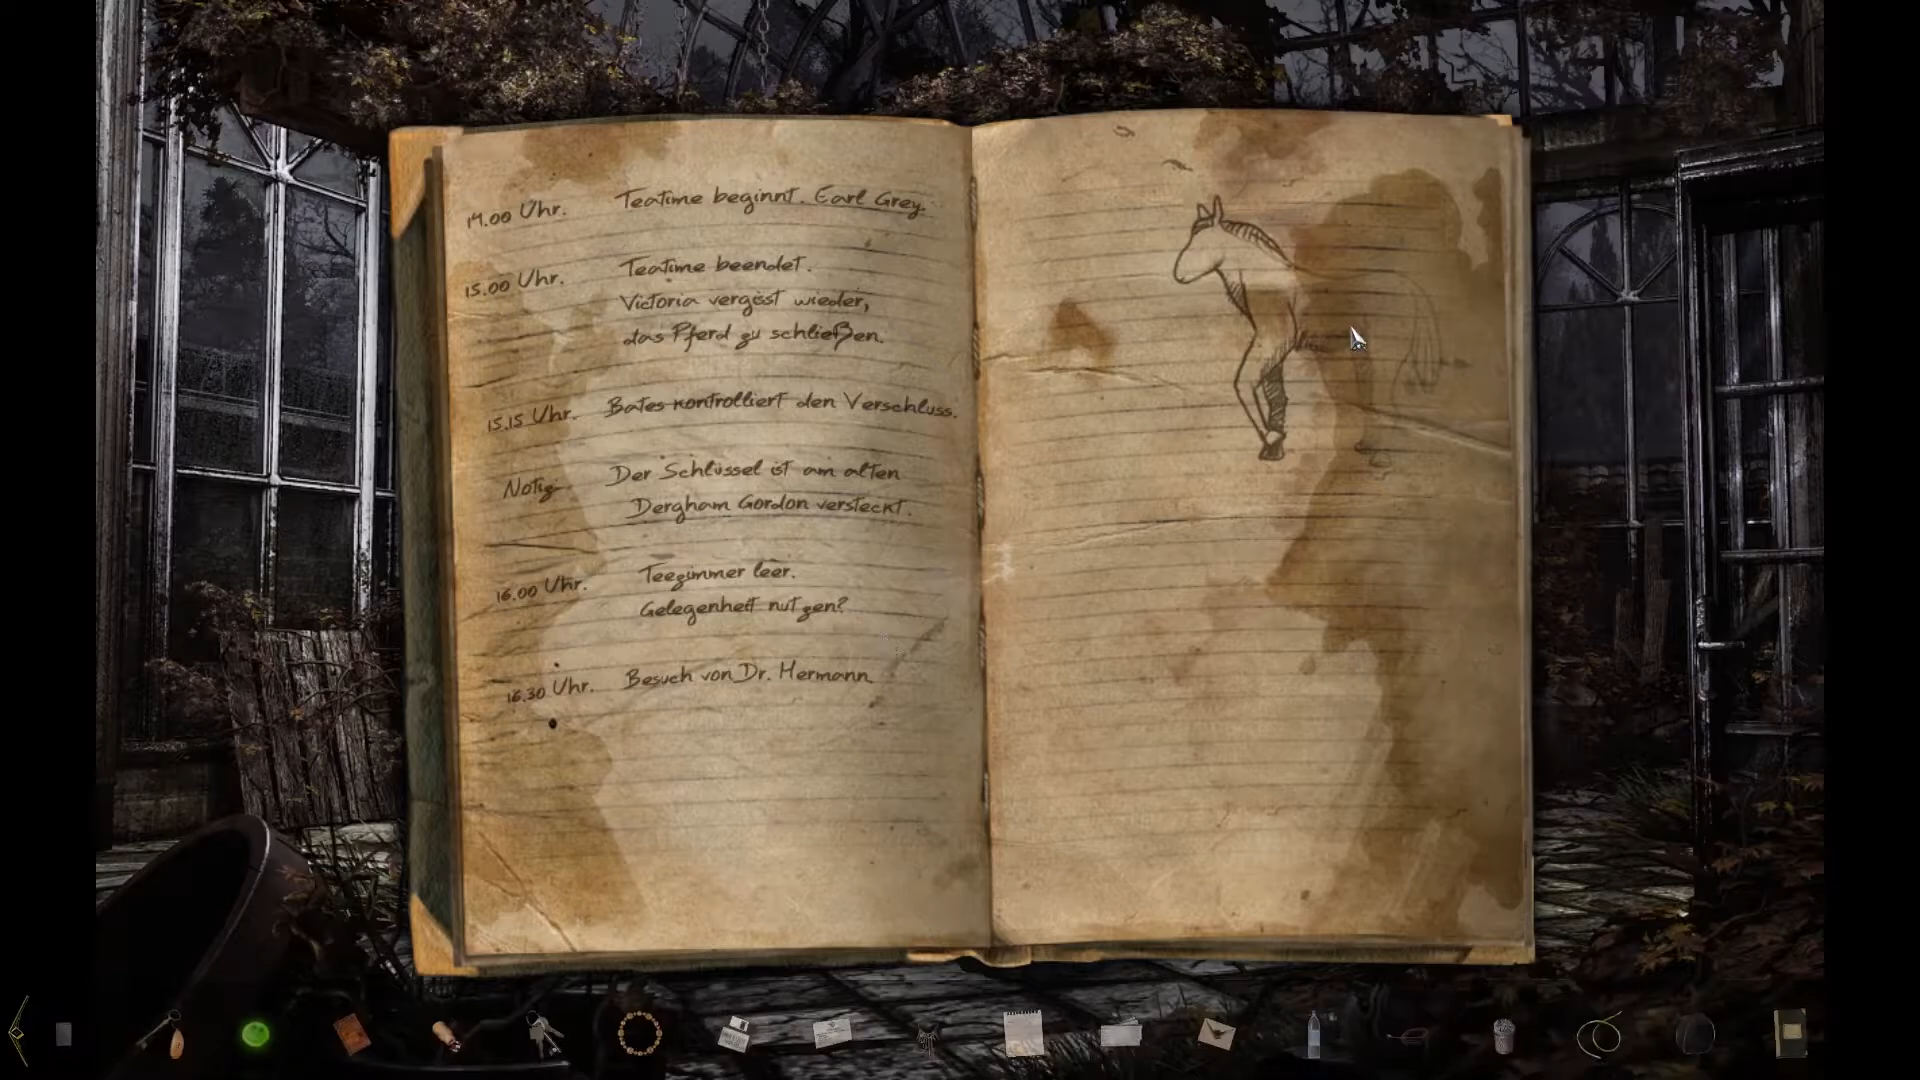 14.00 Uhr. Teatime beginnt. Earl Grey.
15.00 Uhr. Teatime beendet.
Victoria vergisst wieder,
das Pferd zu schließen.
15.15 Uhr. Bates kontrolliert den Verschluss.
Notiz Der Schlüssel ist am alten
Dergham Gordon versteckt.
16.00 Uhr. Teezimmer leer.
Gelegenheit nutzen?
16.30 Uhr. Besuch von Dr. Hermann